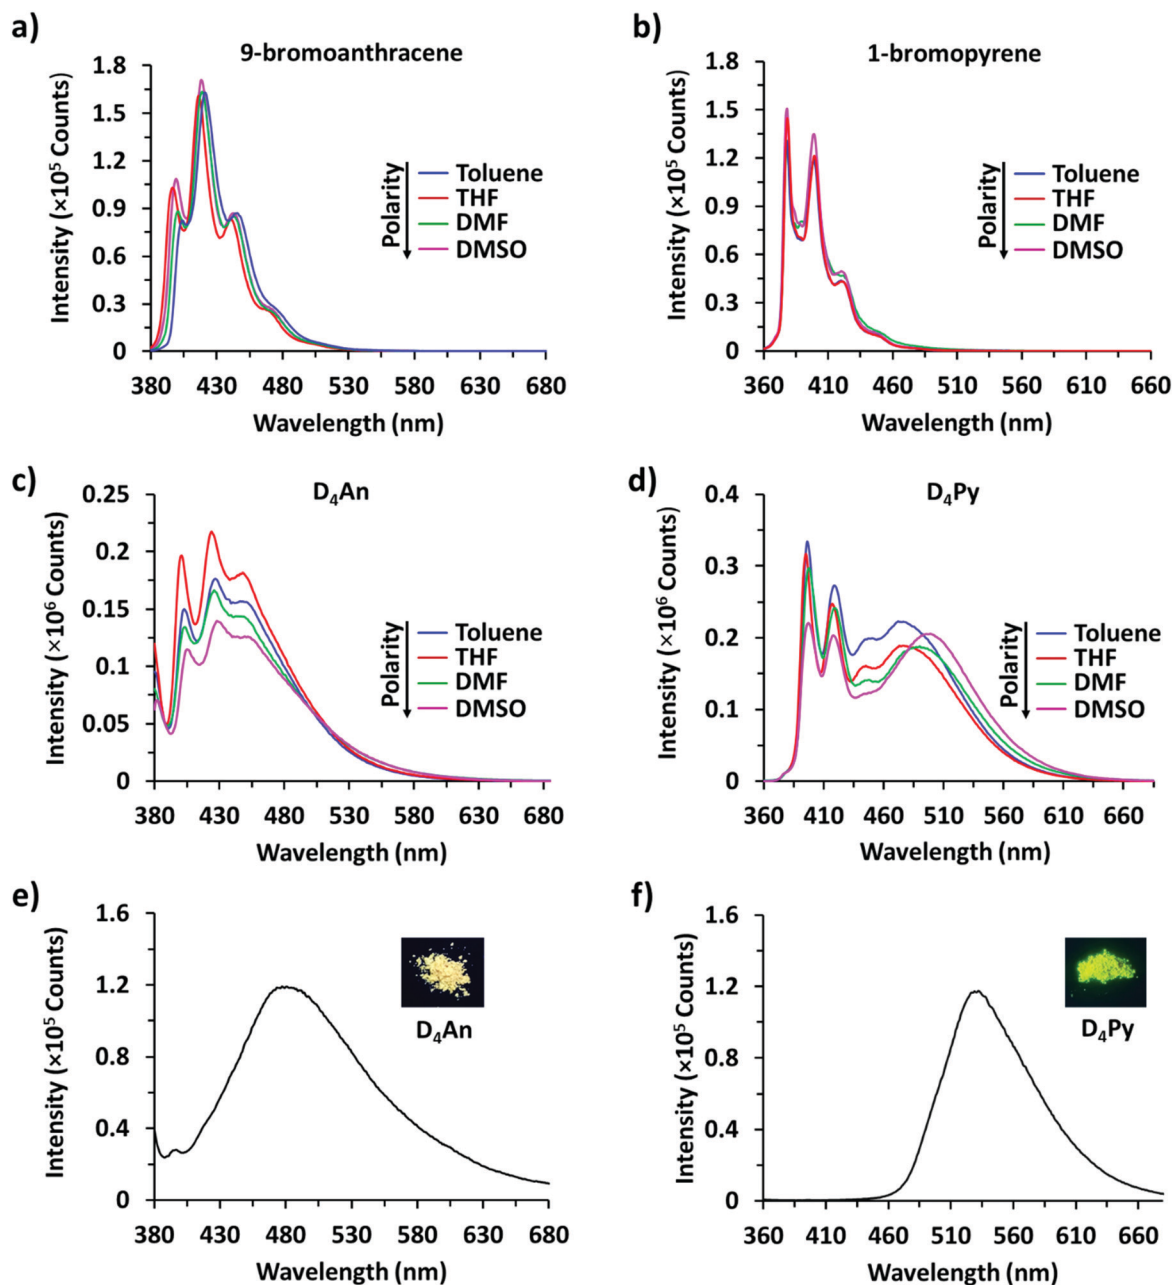 a)
9-bromoanthracene
Intensity (×10⁵ Counts)
1.8
1.5
1.2
0.9
0.6
0.3
0
380 430 480 530 580 630 680
Wavelength (nm)
Polarity
Toluene
THF
DMF
DMSO
b)
1-bromopyrene
Intensity (×10⁵ Counts)
1.8
1.5
1.2
0.9
0.6
0.3
0
360 410 460 510 560 610 660
Wavelength (nm)
Polarity
Toluene
THF
DMF
DMSO
c)
D₄An
Intensity (×10⁶ Counts)
0.25
0.2
0.15
0.1
0.05
0
380 430 480 530 580 630 680
Wavelength (nm)
Polarity
Toluene
THF
DMF
DMSO
d)
D₄Py
Intensity (×10⁶ Counts)
0.4
0.3
0.2
0.1
0
360 410 460 510 560 610 660
Wavelength (nm)
Polarity
Toluene
THF
DMF
DMSO
e)
Intensity (×10⁵ Counts)
1.6
1.2
0.8
0.4
0
380 430 480 530 580 630 680
Wavelength (nm)
D₄An
f)
Intensity (×10⁵ Counts)
1.6
1.2
0.8
0.4
0
360 410 460 510 560 610 660
Wavelength (nm)
D₄Py